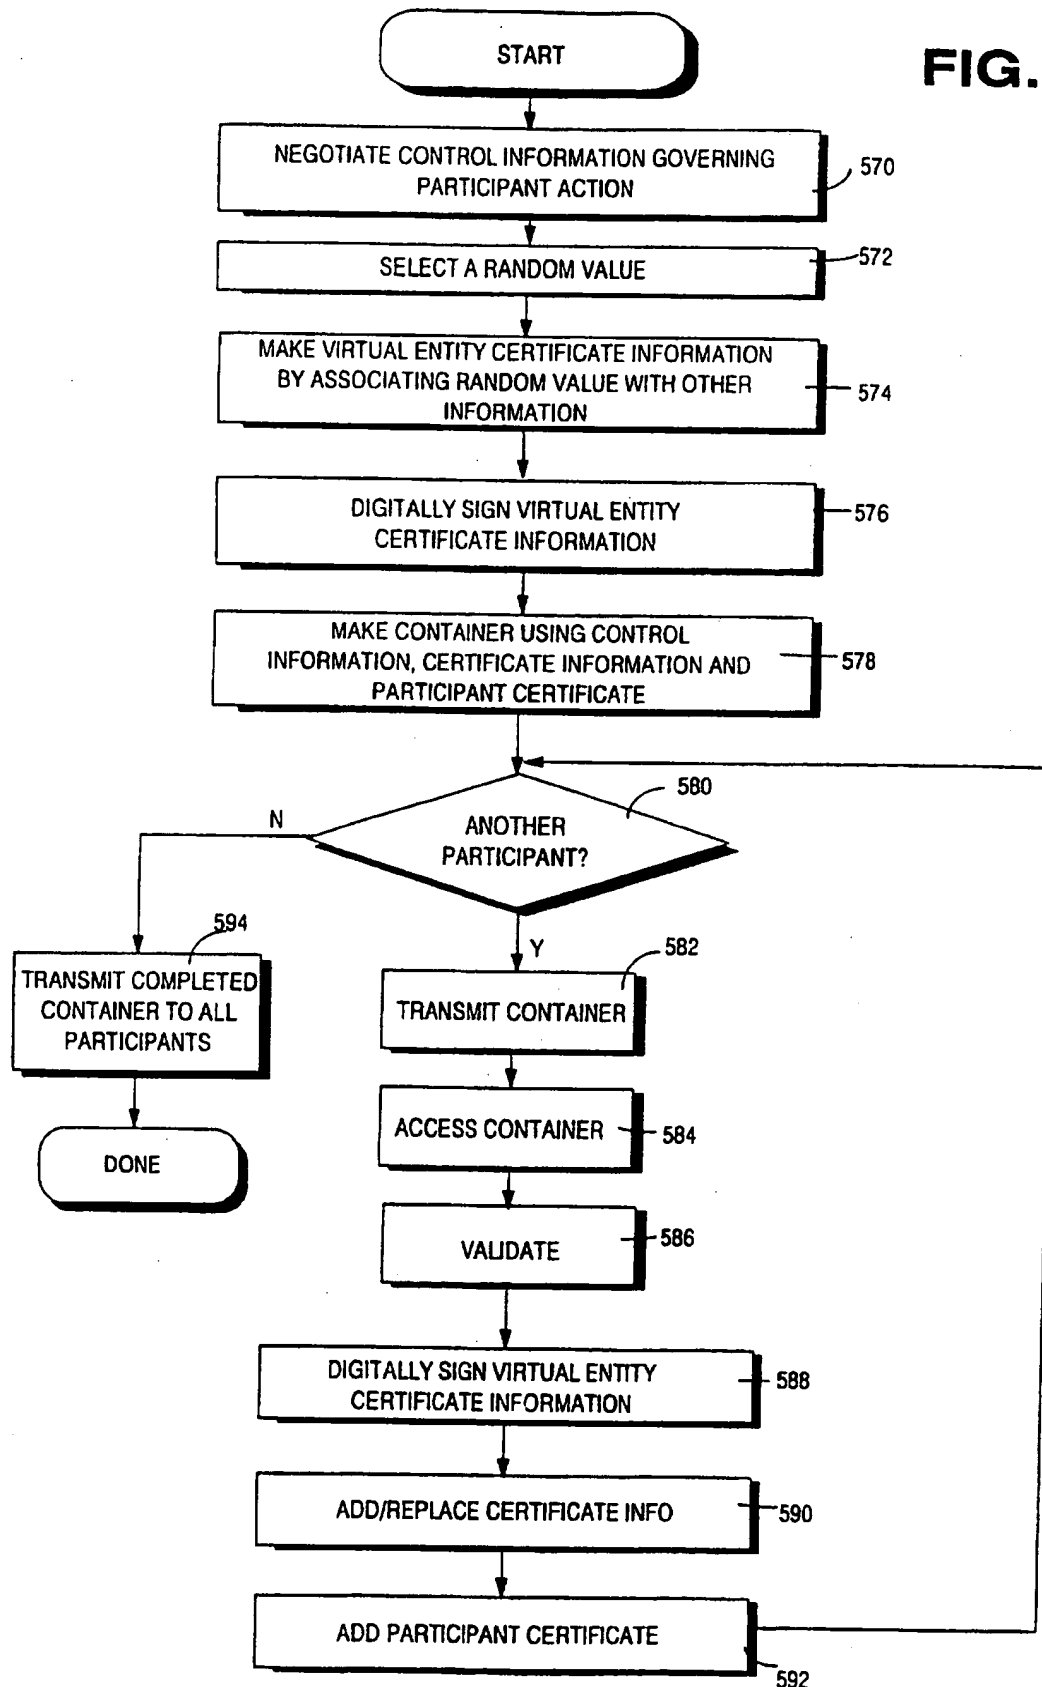 START
FIG.
NEGOTIATE CONTROL INFORMATION GOVERNING
PARTICIPANT ACTION
570
SELECT A RANDOM VALUE
572
MAKE VIRTUAL ENTITY CERTIFICATE INFORMATION
BY ASSOCIATING RANDOM VALUE WITH OTHER
INFORMATION
574
DIGITALLY SIGN VIRTUAL ENTITY
CERTIFICATE INFORMATION
576
MAKE CONTAINER USING CONTROL
INFORMATION, CERTIFICATE INFORMATION AND
PARTICIPANT CERTIFICATE
578
580
ANOTHER
PARTICIPANT?
N
Y
594
TRANSMIT COMPLETED
CONTAINER TO ALL
PARTICIPANTS
DONE
582
TRANSMIT CONTAINER
ACCESS CONTAINER
584
VALIDATE
586
DIGITALLY SIGN VIRTUAL ENTITY
CERTIFICATE INFORMATION
588
ADD/REPLACE CERTIFICATE INFO
590
ADD PARTICIPANT CERTIFICATE
592